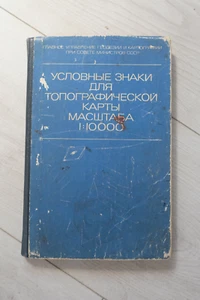 ГЛАВНОЕ УПРАВЛЕНИЕ ГЕОДЕЗИИ И КАРТОГРАФИИ
ПРИ СОВЕТЕ МИНИСТРОВ СССР
УСЛОВНЫЕ ЗНАКИ
ДЛЯ
ТОПОГРАФИЧЕСКОЙ
КАРТЫ
МАСШТАБА
1:10000